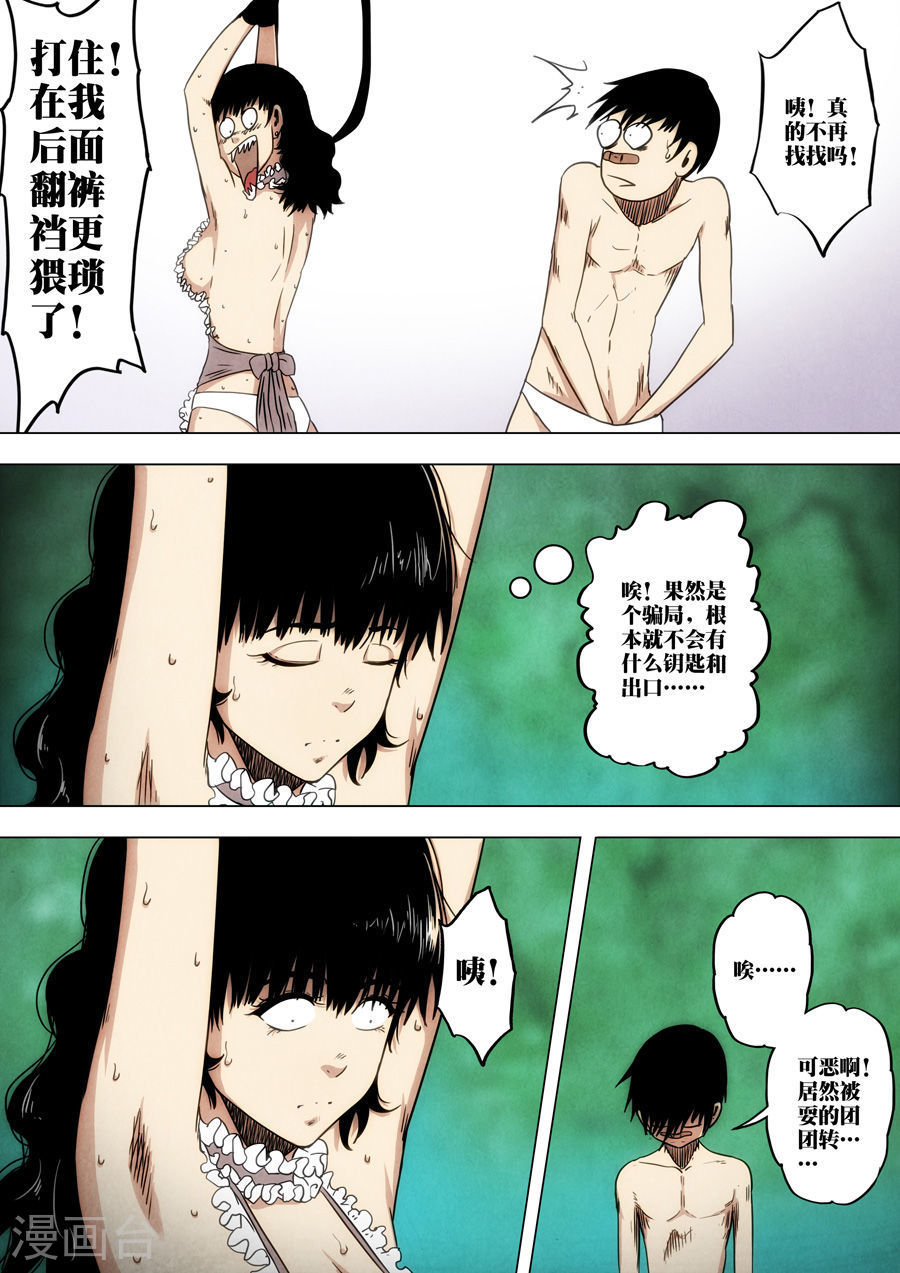 打住！
在我
后面
翻裤
裆更
猥琐
了！
咦！真
的不再
找找吗！
唉！果然是
个骗局，根
本就不会有
什么钥匙和
出口……
咦！
唉……
可恶啊！
居然被
耍的团
团转…
…
漫画台